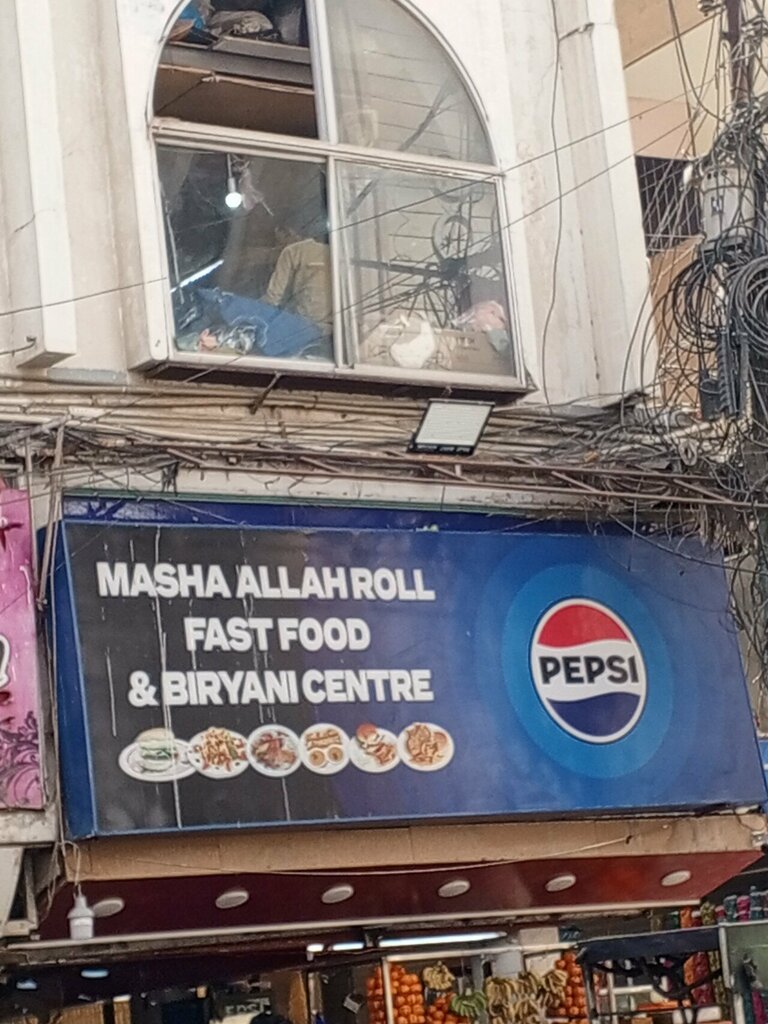 MASHA ALLAH ROLL
FAST FOOD
& BIRYANI CENTRE
PEPSI